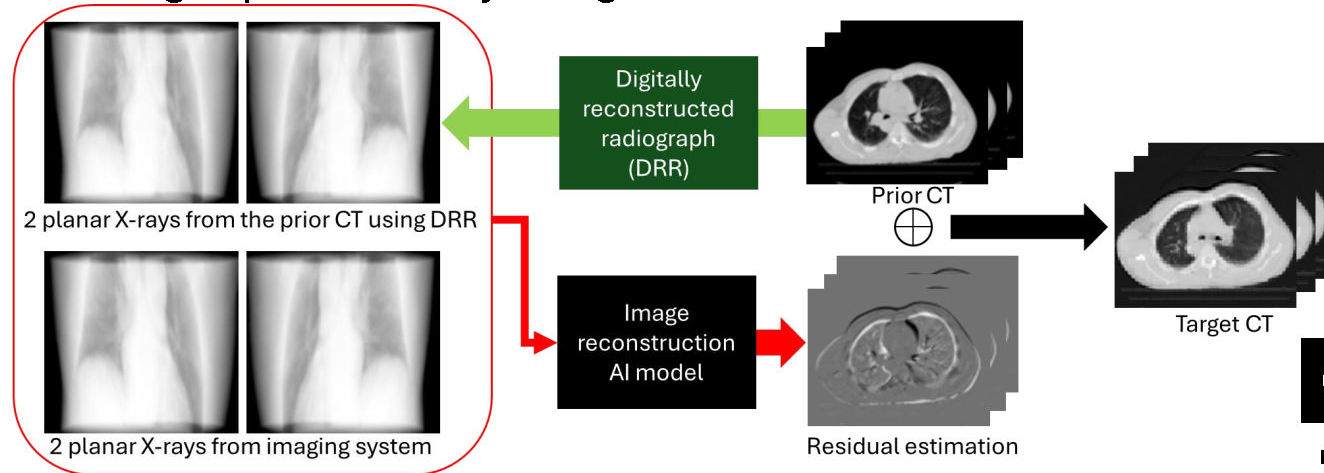 Digitally
reconstructed
radiograph
(DRR)
Prior CT
2 planar X-rays from the prior CT using DRR
Image
reconstruction
AI model
Target CT
2 planar X-rays from imaging system
Residual estimation